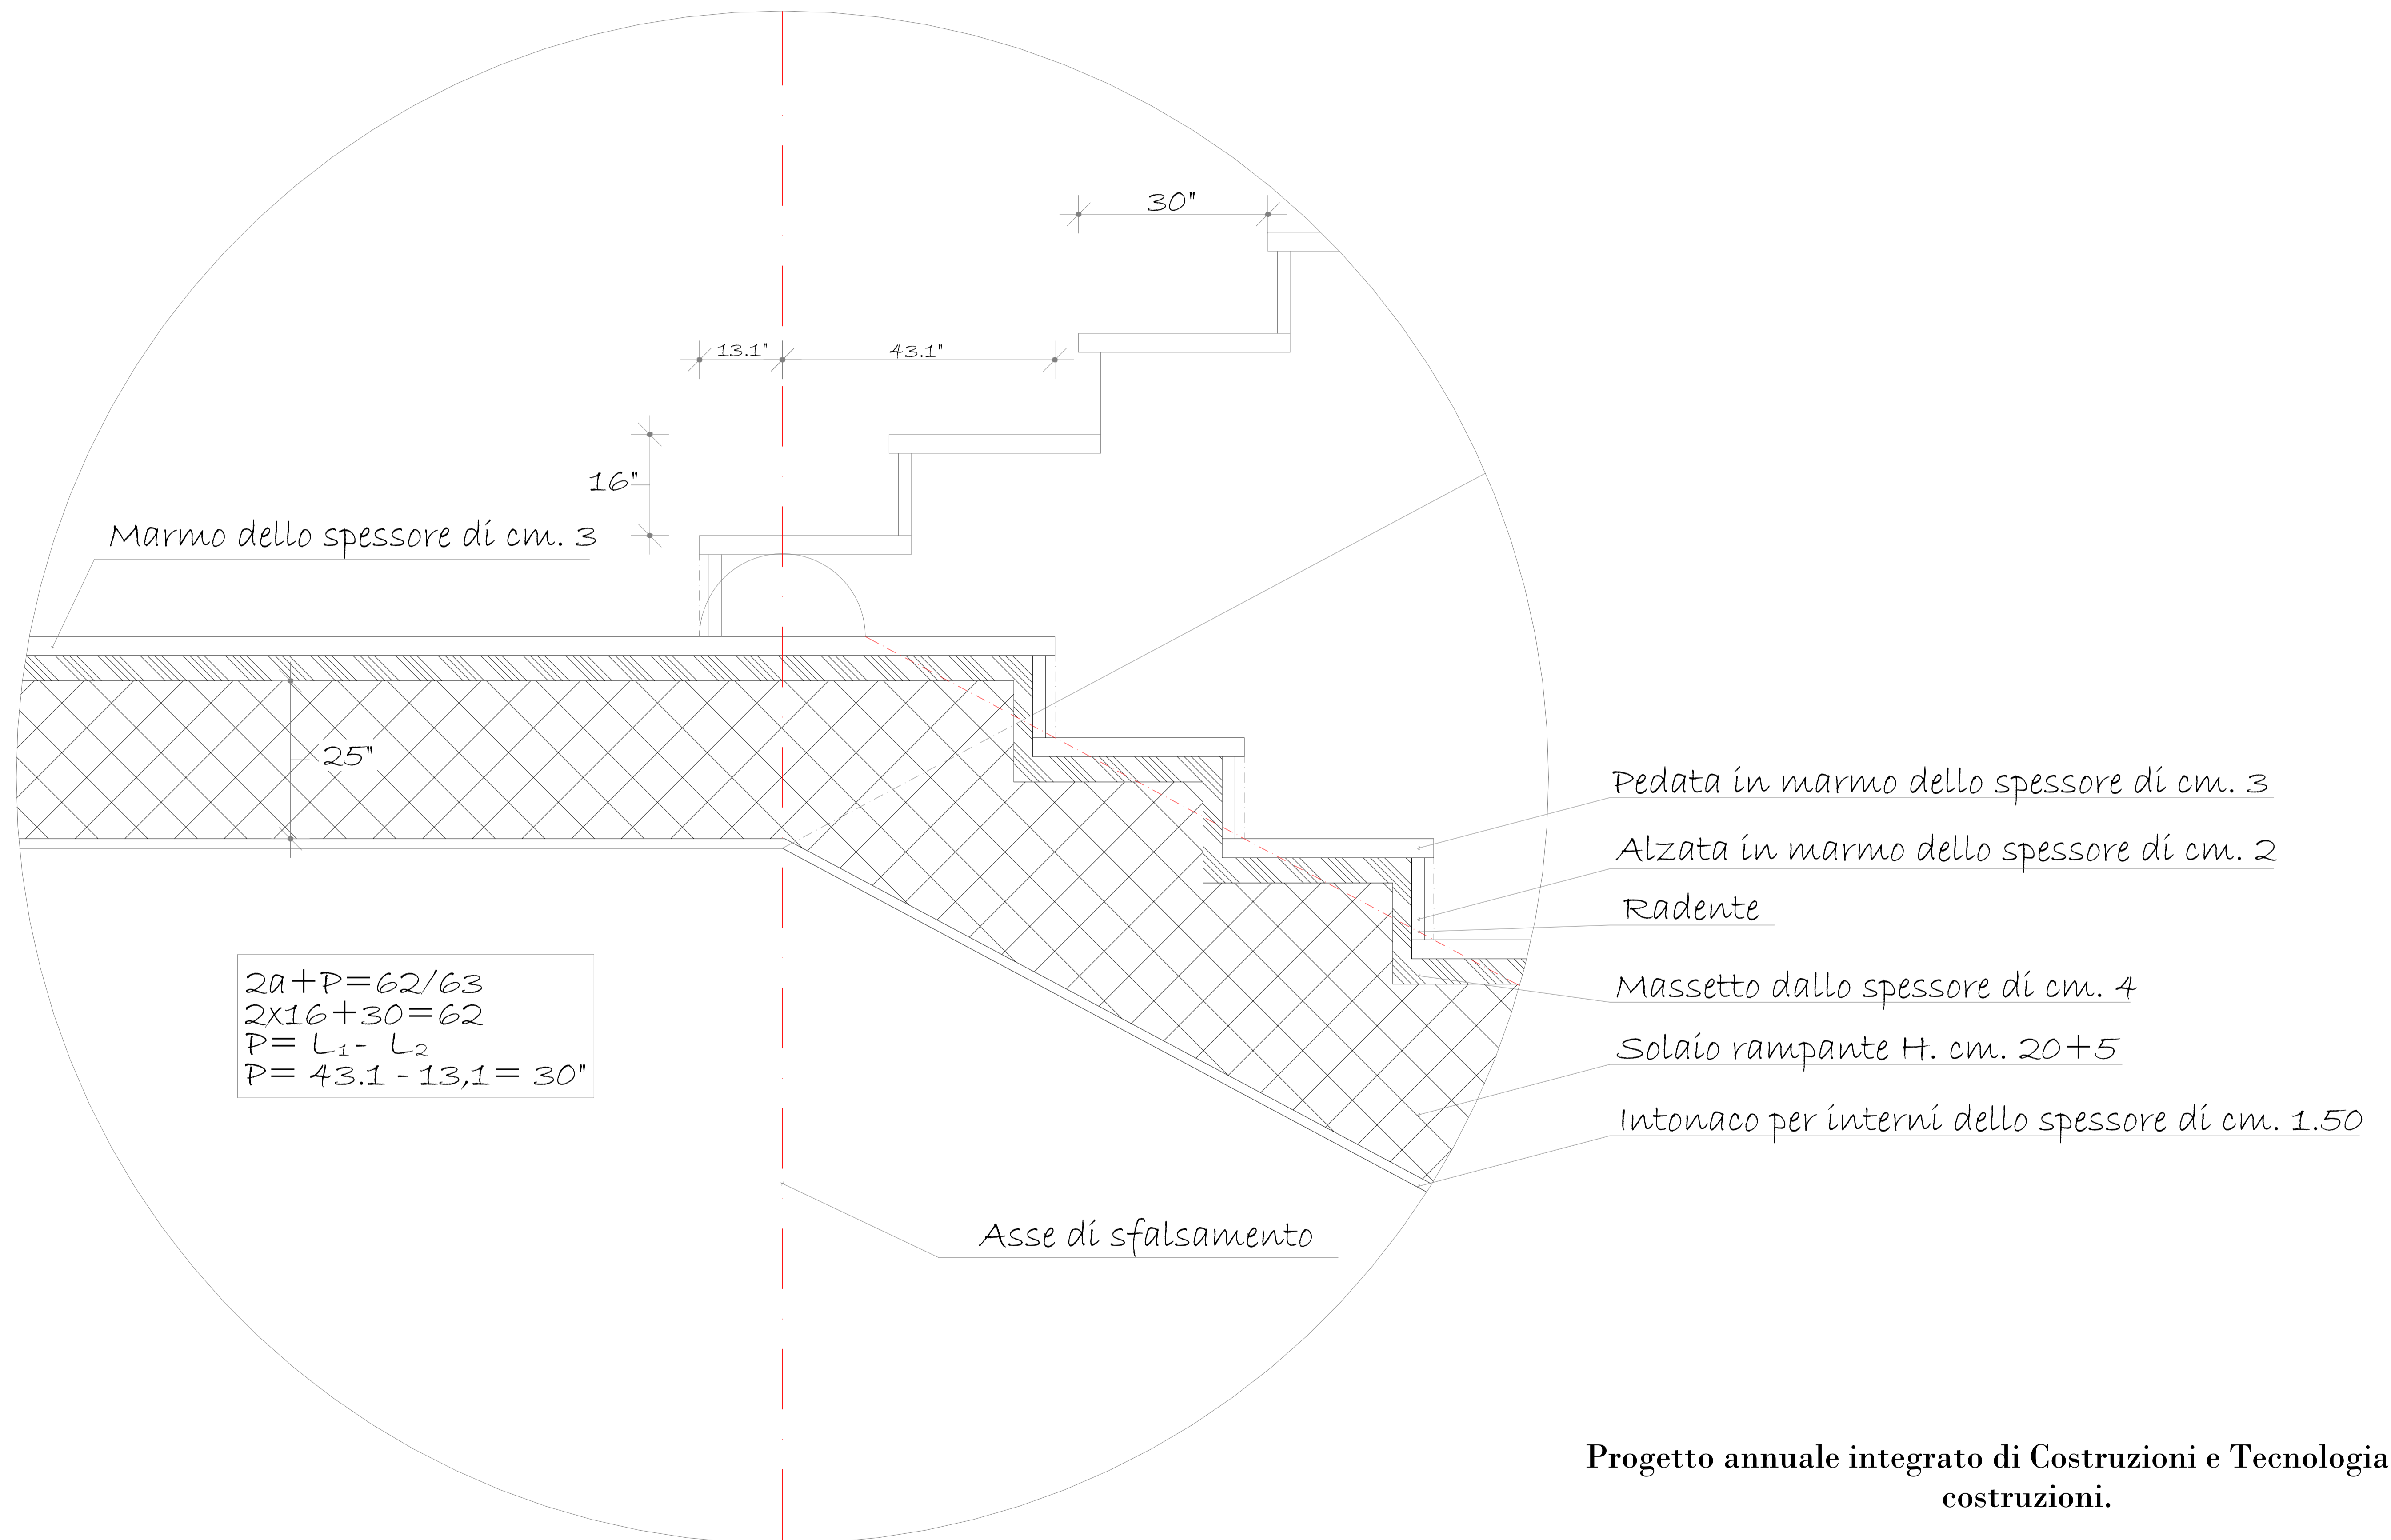 30"
13.1"
43.1"
16"
Marmo dello spessore di cm. 3
25"
Pedata in marmo dello spessore di cm. 3
Alzata in marmo dello spessore di cm. 2
Radente
Massetto dallo spessore di cm. 4
Solaio rampante H. cm. 20+5
Intonaco per interni dello spessore di cm. 1.50
2a+P=62/63
2x16+30=62
P= L₁- L₂
P= 43.1 - 13,1= 30"
Asse di sfalsamento
Progetto annuale integrato di Costruzioni e Tecnologia
costruzioni.